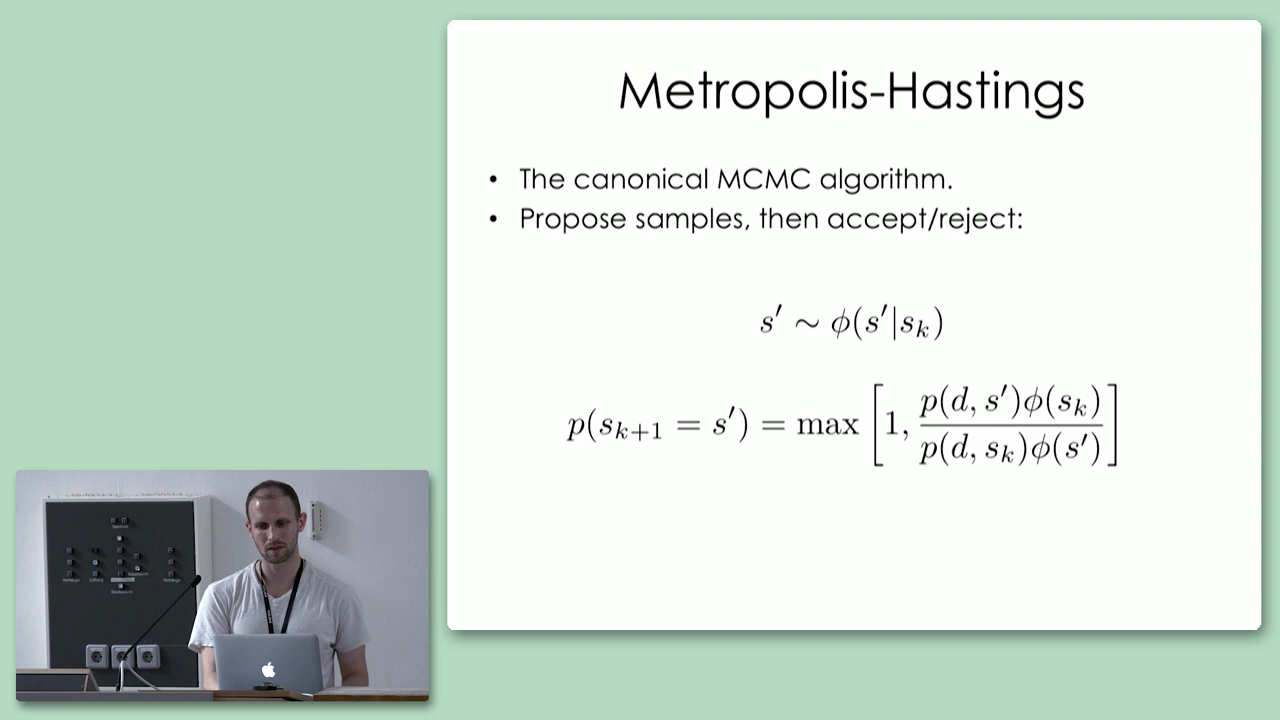 Metropolis-Hastings
• The canonical MCMC algorithm.
• Propose samples, then accept/reject:
s′ ∼ ϕ(s′|s_k)
p(s_{k+1} = s′) = max [1, p(d, s′)ϕ(s_k) / p(d, s_k)ϕ(s′)]